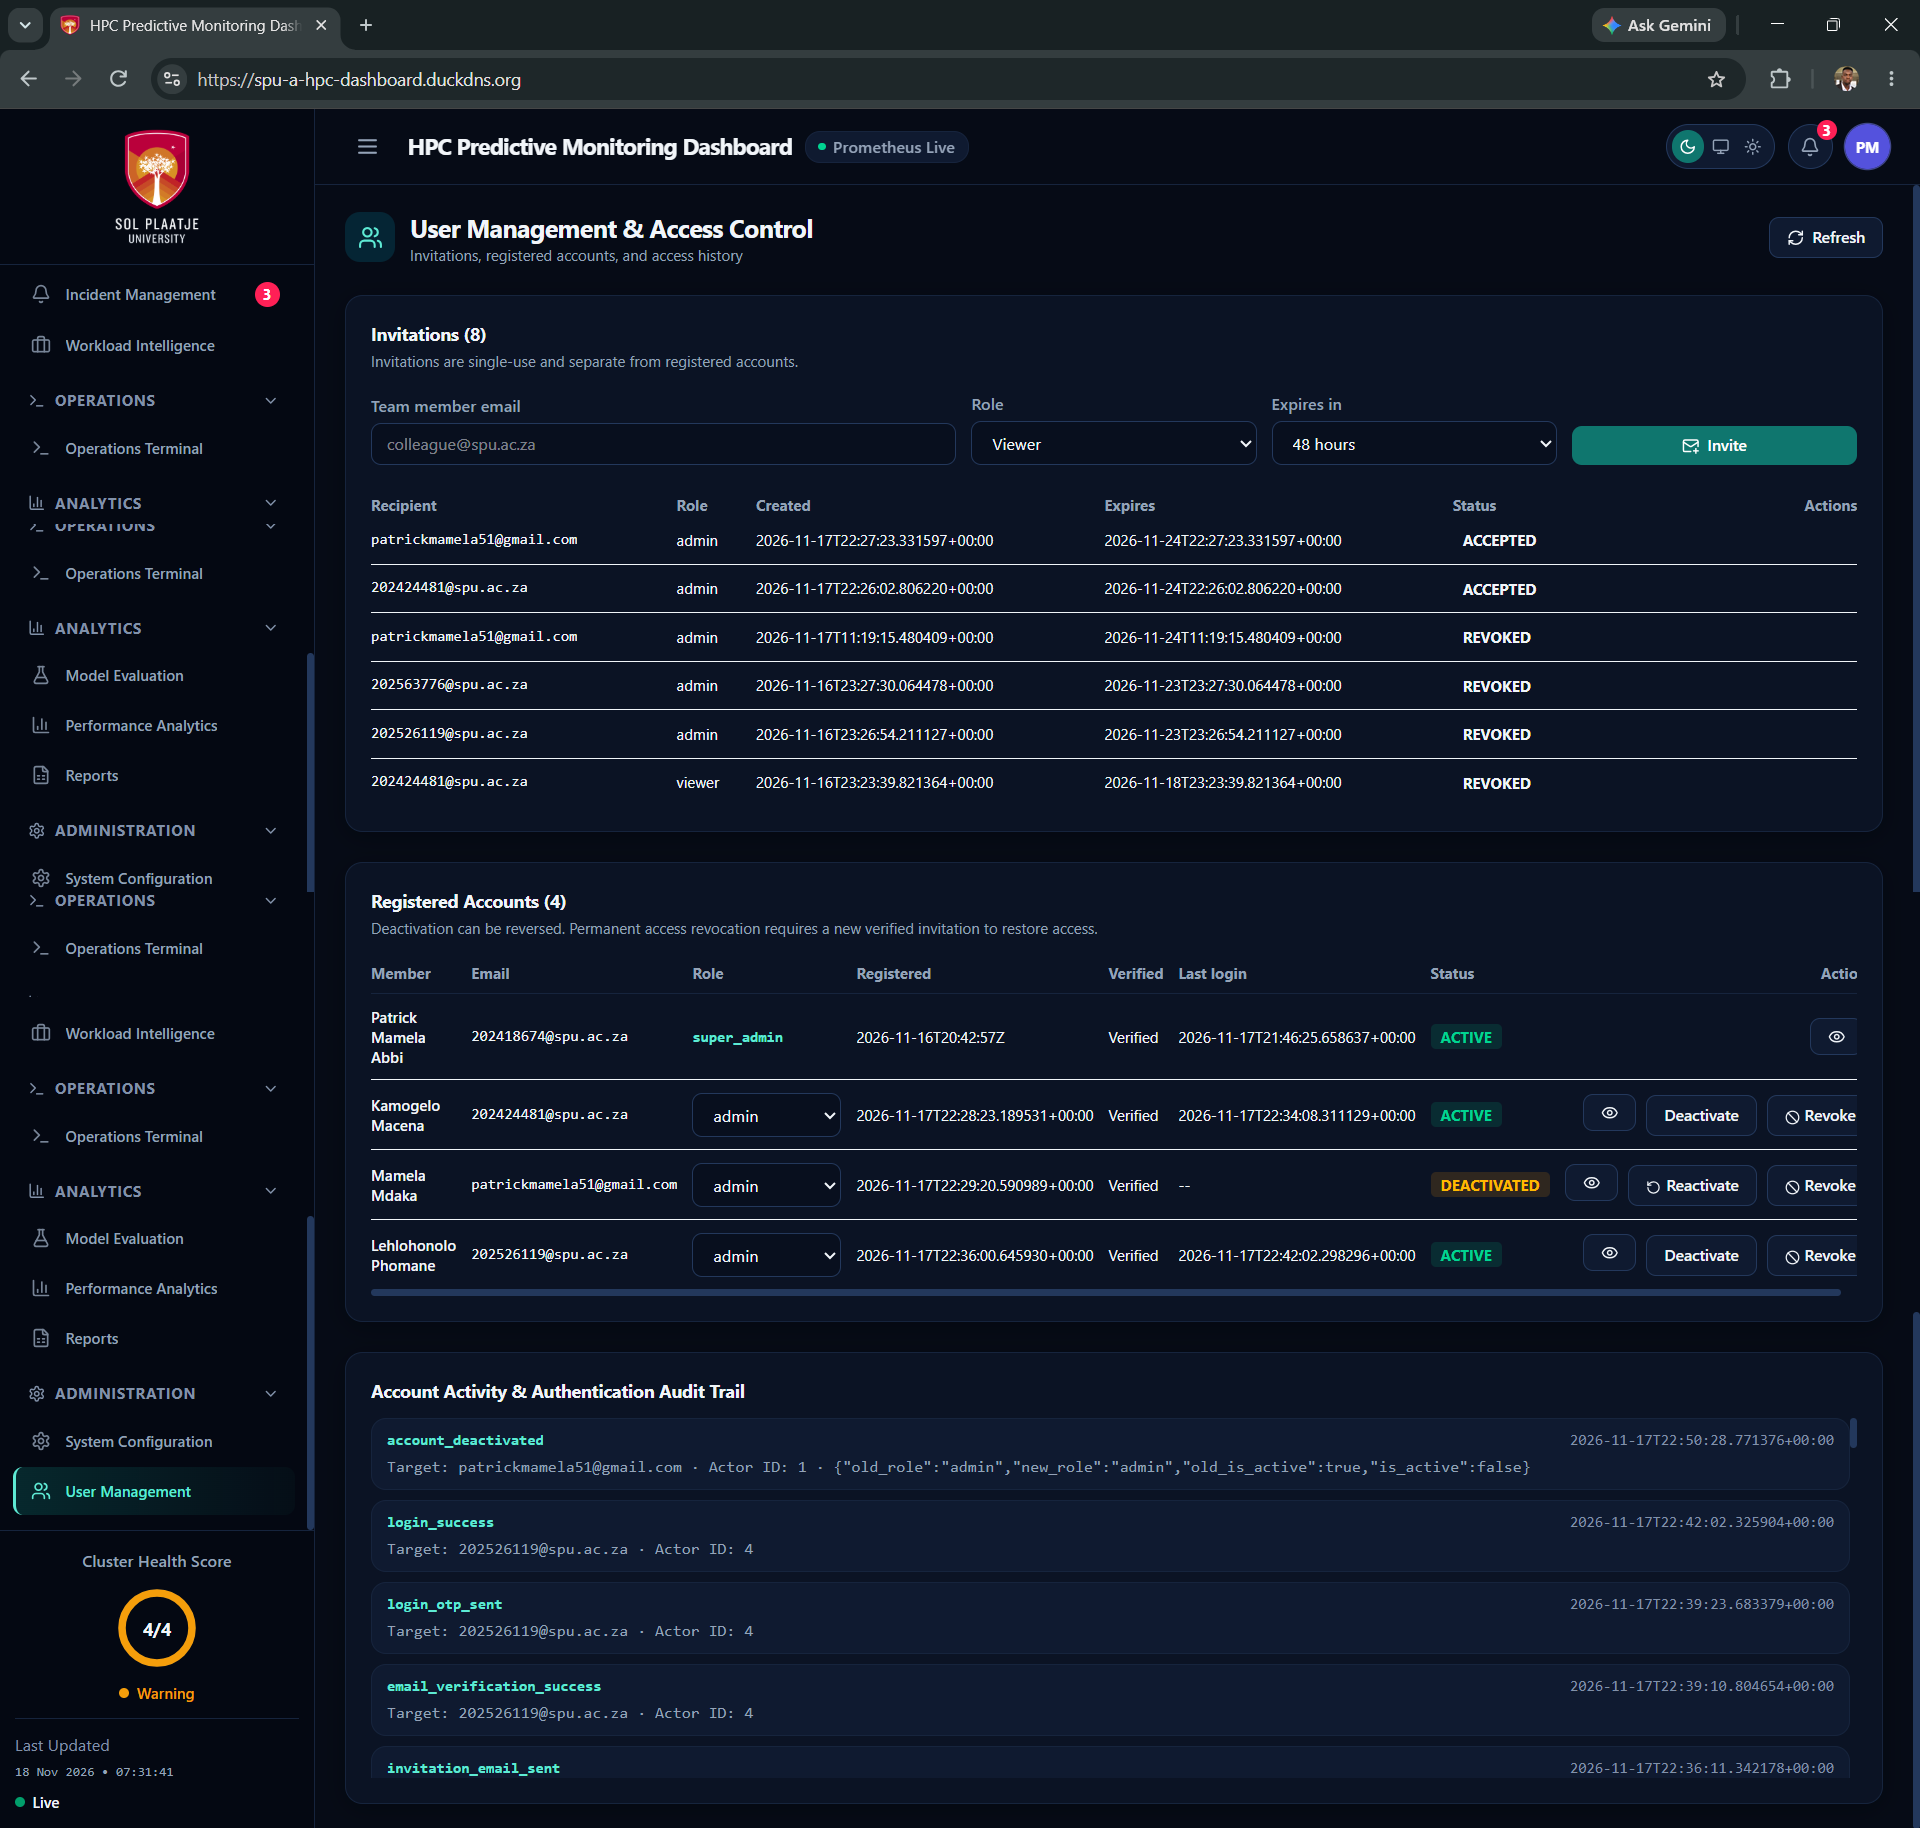 HPC Predictive Monitoring Dash
Ask Gemini
https://spu-a-hpc-dashboard.duckdns.org
SOL PLAATJE
UNIVERSITY
HPC Predictive Monitoring Dashboard
Prometheus Live
3
PM
Incident Management
3
Workload Intelligence
OPERATIONS
Operations Terminal
ANALYTICS
OPERATIONS
Operations Terminal
ANALYTICS
Model Evaluation
Performance Analytics
Reports
ADMINISTRATION
System Configuration
OPERATIONS
Operations Terminal
Workload Intelligence
OPERATIONS
Operations Terminal
ANALYTICS
Model Evaluation
Performance Analytics
Reports
ADMINISTRATION
System Configuration
User Management
Cluster Health Score
4/4
Warning
Last Updated
18 Nov 2026 • 07:31:41
Live
User Management & Access Control
Invitations, registered accounts, and access history
Refresh
Invitations (8)
Invitations are single-use and separate from registered accounts.
Team member email Role Expires in
colleague@spu.ac.za Viewer 48 hours Invite
Recipient Role Created Expires Status Actions
patrickmamela51@gmail.com admin 2026-11-17T22:27:23.331597+00:00 2026-11-24T22:27:23.331597+00:00 ACCEPTED
202424481@spu.ac.za admin 2026-11-17T22:26:02.806220+00:00 2026-11-24T22:26:02.806220+00:00 ACCEPTED
patrickmamela51@gmail.com admin 2026-11-17T11:19:15.480409+00:00 2026-11-24T11:19:15.480409+00:00 REVOKED
202563776@spu.ac.za admin 2026-11-16T23:27:30.064478+00:00 2026-11-23T23:27:30.064478+00:00 REVOKED
202526119@spu.ac.za admin 2026-11-16T23:26:54.211127+00:00 2026-11-23T23:26:54.211127+00:00 REVOKED
202424481@spu.ac.za viewer 2026-11-16T23:23:39.821364+00:00 2026-11-18T23:23:39.821364+00:00 REVOKED
Registered Accounts (4)
Deactivation can be reversed. Permanent access revocation requires a new verified invitation to restore access.
Member Email Role Registered Verified Last login Status Actio
Patrick
Mamela
Abbi
202418674@spu.ac.za super_admin 2026-11-16T20:42:57Z Verified 2026-11-17T21:46:25.658637+00:00 ACTIVE
Kamogelo
Macena
202424481@spu.ac.za admin 2026-11-17T22:28:23.189531+00:00 Verified 2026-11-17T22:34:08.311129+00:00 ACTIVE Deactivate Revoke
Mamela
Mdaka
patrickmamela51@gmail.com admin 2026-11-17T22:29:20.590989+00:00 Verified -- DEACTIVATED Reactivate Revoke
Lehlohonolo
Phomane
202526119@spu.ac.za admin 2026-11-17T22:36:00.645930+00:00 Verified 2026-11-17T22:42:02.298296+00:00 ACTIVE Deactivate Revoke
Account Activity & Authentication Audit Trail
account_deactivated 2026-11-17T22:50:28.771376+00:00
Target: patrickmamela51@gmail.com · Actor ID: 1 · {"old_role":"admin","new_role":"admin","old_is_active":true,"is_active":false}
login_success 2026-11-17T22:42:02.325904+00:00
Target: 202526119@spu.ac.za · Actor ID: 4
login_otp_sent 2026-11-17T22:39:23.683379+00:00
Target: 202526119@spu.ac.za · Actor ID: 4
email_verification_success 2026-11-17T22:39:10.804654+00:00
Target: 202526119@spu.ac.za · Actor ID: 4
invitation_email_sent 2026-11-17T22:36:11.342178+00:00